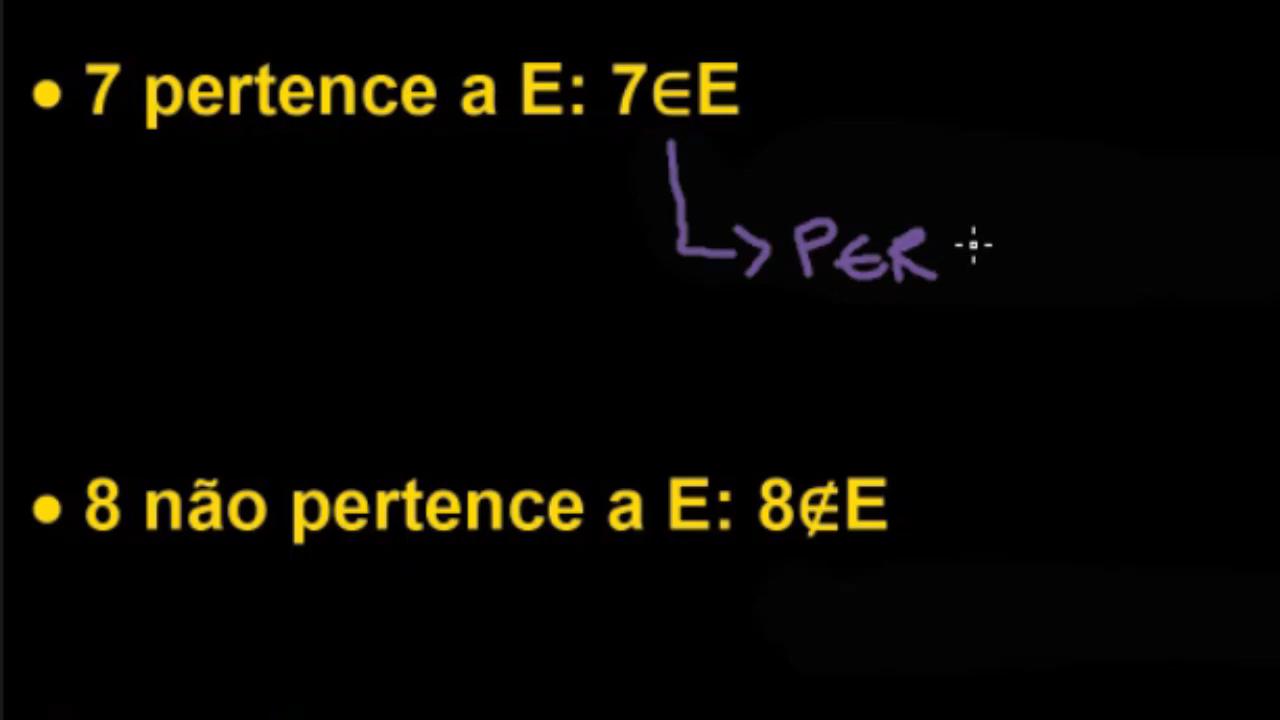 • 7 pertence a E: 7∈E
PER
• 8 não pertence a E: 8∉E